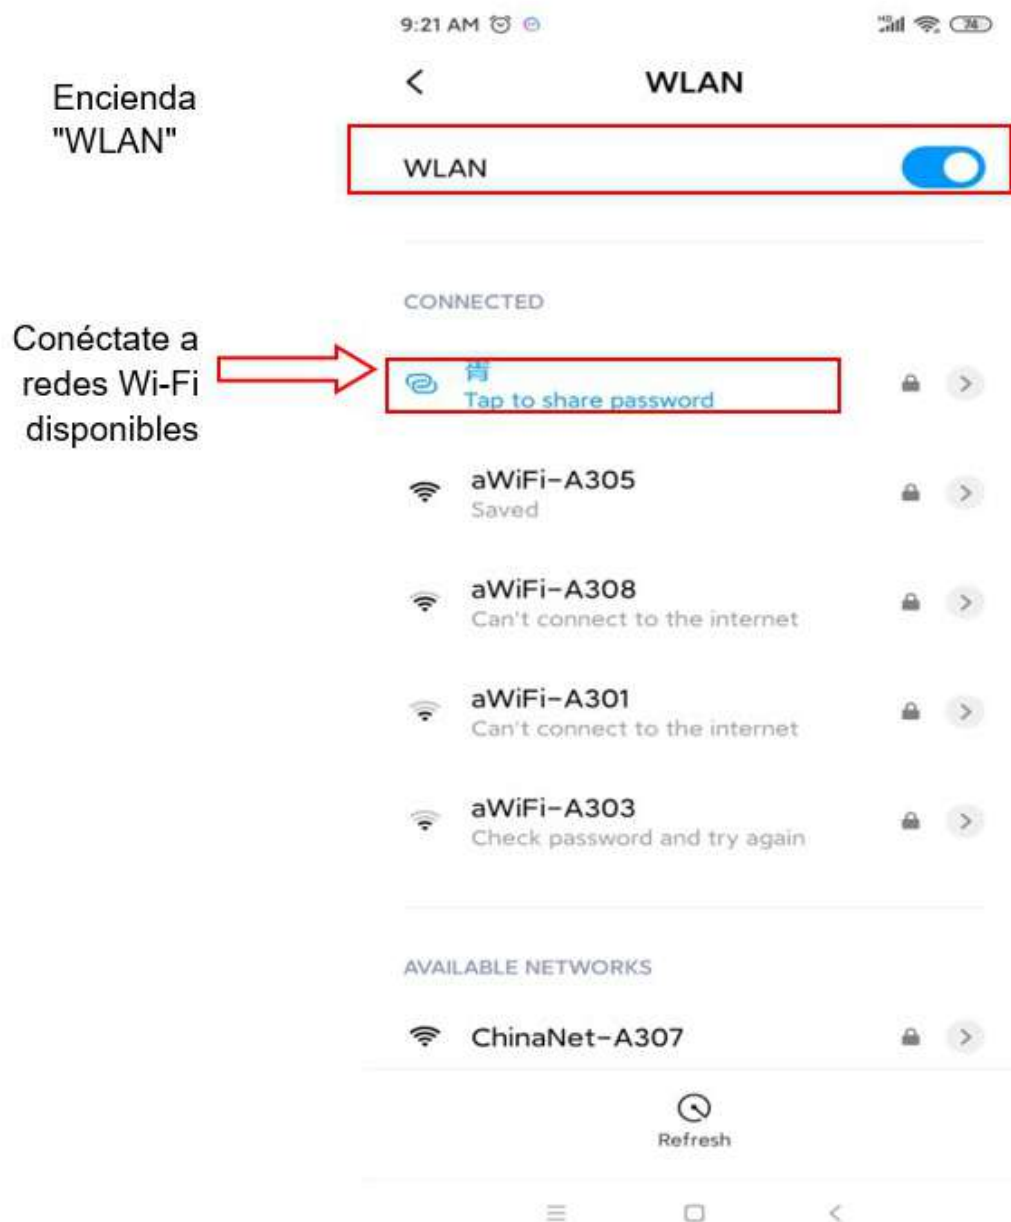 9:21 AM
HD
74
WLAN
Encienda
"WLAN"
WLAN
CONNECTED
Conéctate a
redes Wi-Fi
disponibles
肯
Tap to share password
aWiFi-A305
Saved
aWiFi-A308
Can't connect to the internet
aWiFi-A301
Can't connect to the internet
aWiFi-A303
Check password and try again
AVAILABLE NETWORKS
ChinaNet-A307
Refresh